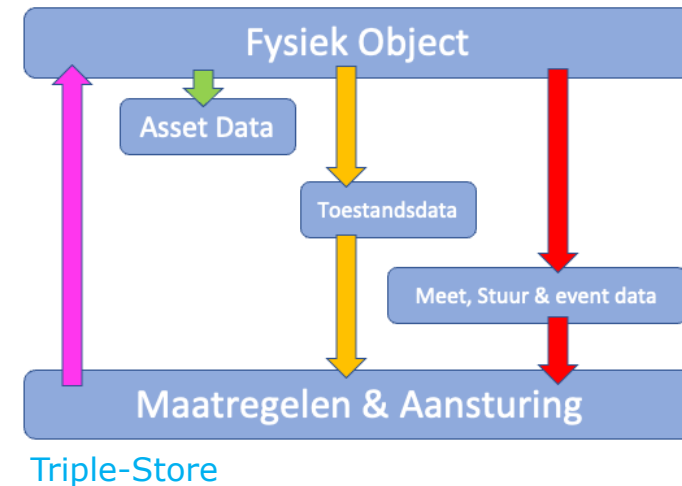 Fysiek Object
Asset Data
Toestandsdata
Meet, Stuur & event data
Maatregelen & Aansturing
Triple-Store